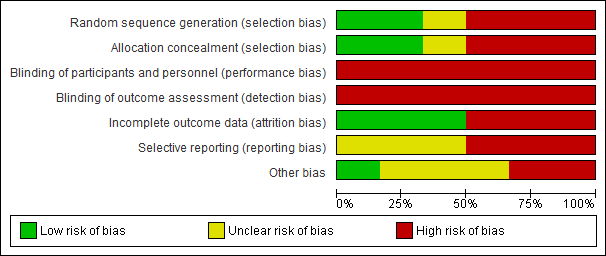 Random sequence generation (selection bias)
Allocation concealment (selection bias)
Blinding of participants and personnel (performance bias)
Blinding of outcome assessment (detection bias)
Incomplete outcome data (attrition bias)
Selective reporting (reporting bias)
Other bias
0% 25% 50% 75% 100%
Low risk of bias Unclear risk of bias High risk of bias